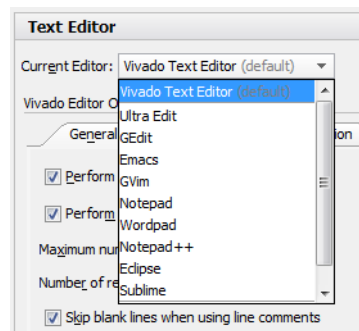 Text Editor
Current Editor: Vivado Text Editor (default)
Vivado Text Editor (default)
Vivado Editor O
Ultra Edit
General
ion
GEdit
Emacs
Perform
GVim
Notepad
Perform
Wordpad
Maximum nu
Notepad++
Eclipse
Number of re
Sublime
Skip blank lines when using line comments